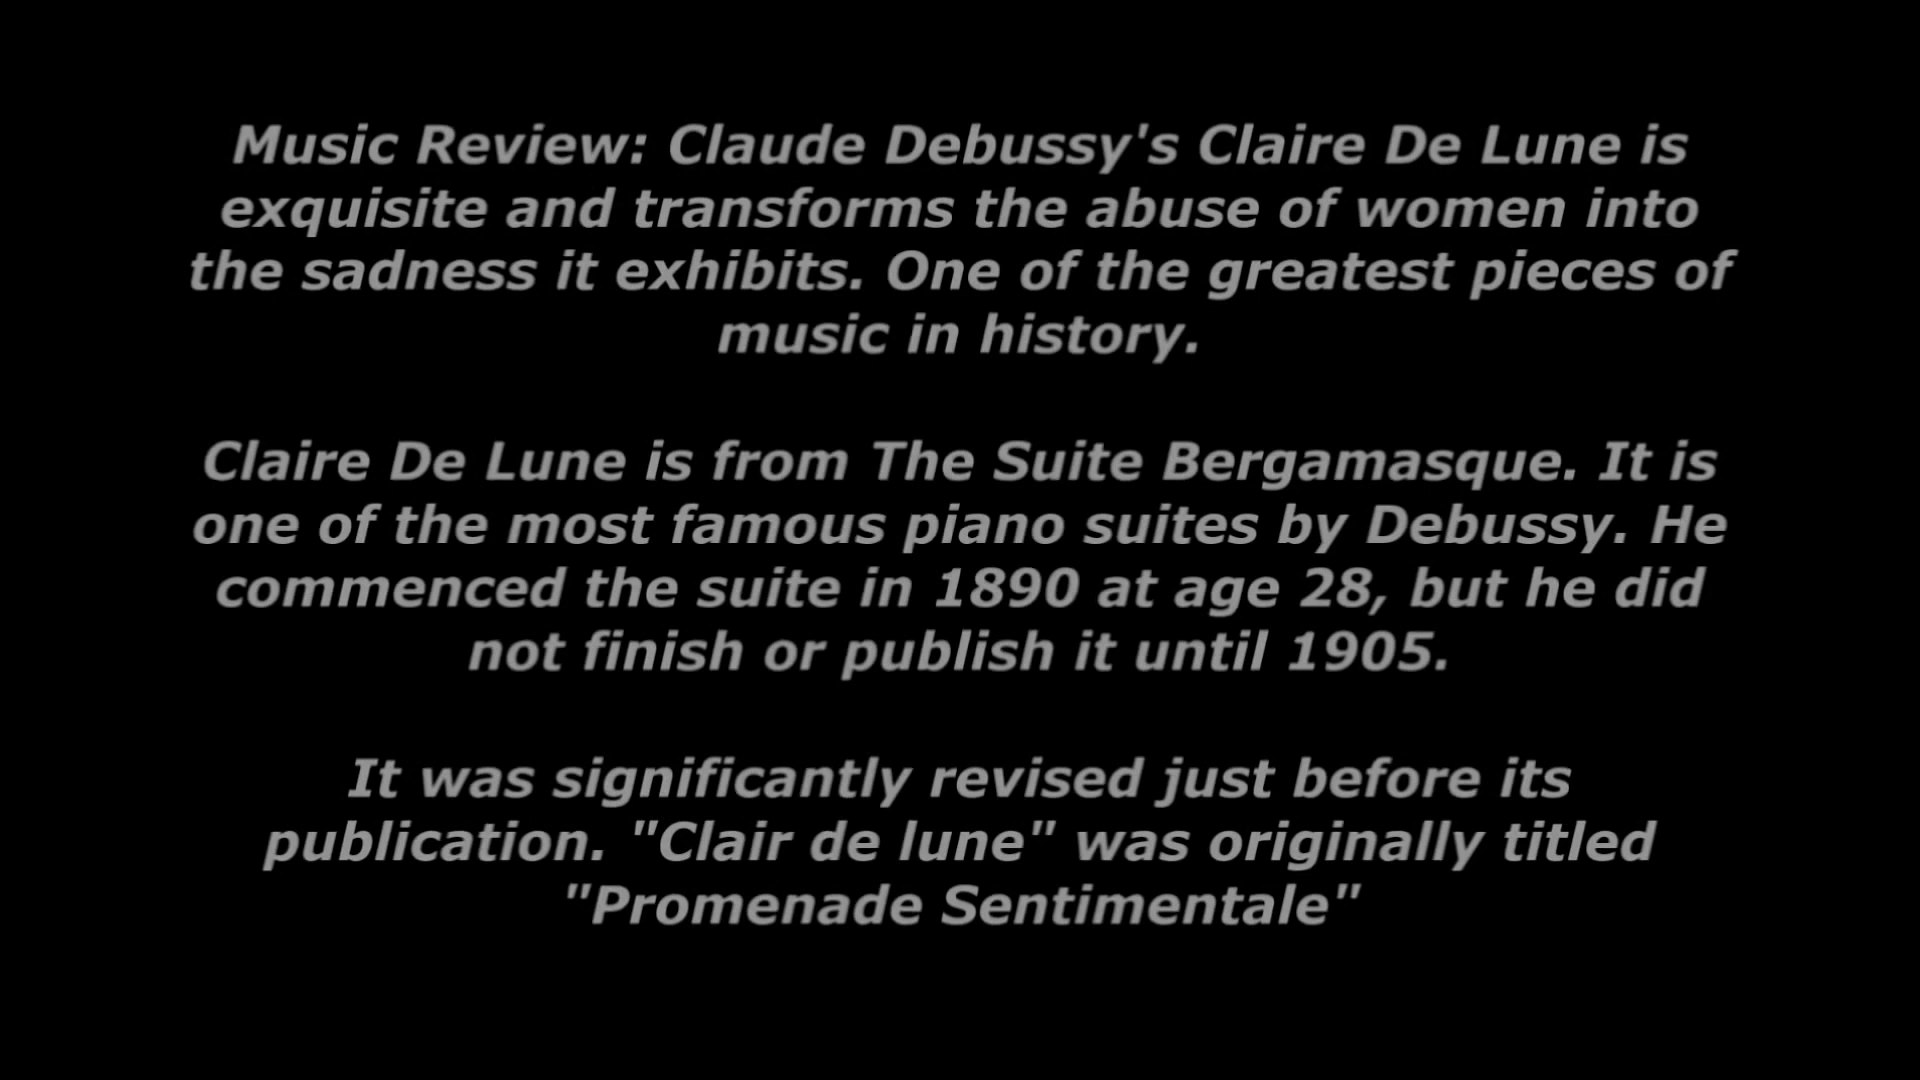 Music Review: Claude Debussy's Claire De Lune is
exquisite and transforms the abuse of women into
the sadness it exhibits. One of the greatest pieces of
music in history.
Claire De Lune is from The Suite Bergamasque. It is
one of the most famous piano suites by Debussy. He
commenced the suite in 1890 at age 28, but he did
not finish or publish it until 1905.
It was significantly revised just before its
publication. "Clair de lune" was originally titled
"Promenade Sentimentale"